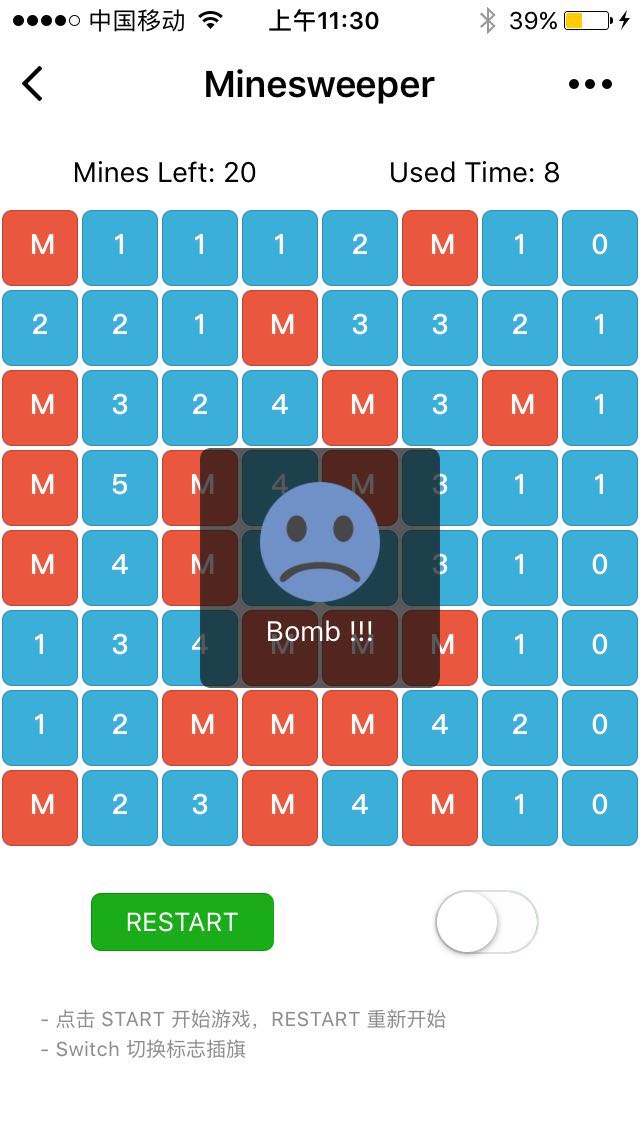 中国移动 上午11:30 39%
Minesweeper
Mines Left: 20 Used Time: 8
M 1 1 1 2 M 1 0
2 2 1 M 3 3 2 1
M 3 2 4 M 3 M 1
M 5 M 4 M 3 1 1
M 4 M 3 1 0
1 3 4 M M M 1 0
Bomb !!!
1 2 M M M 4 2 0
M 2 3 M 4 M 1 0
RESTART
- 点击 START 开始游戏，RESTART 重新开始
- Switch 切换标志插旗